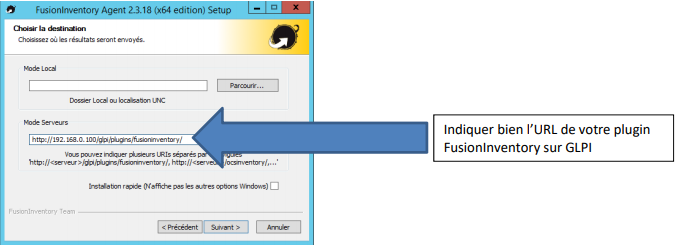 FusionInventory Agent 2.3.18 (x64 edition) Setup
Choisir la destination
Choisissez où les résultats seront envoyés.
Mode Local
Parcourir...
Dossier Local ou localisation UNC
Mode Serveurs
http://192.168.0.100/glpi/plugins/fusioninventory/
Vous pouvez indiquer plusieurs URIs séparés par
'http://<serveur>/glpi/plugins/fusioninventory/, http://<serveur>/ocsinventory/,...'
Installation rapide (N'affiche pas les autres options Windows)
FusionInventory Team
< Précédent
Suivant >
Annuler
Indiquer bien l'URL de votre plugin
FusionInventory sur GLPI